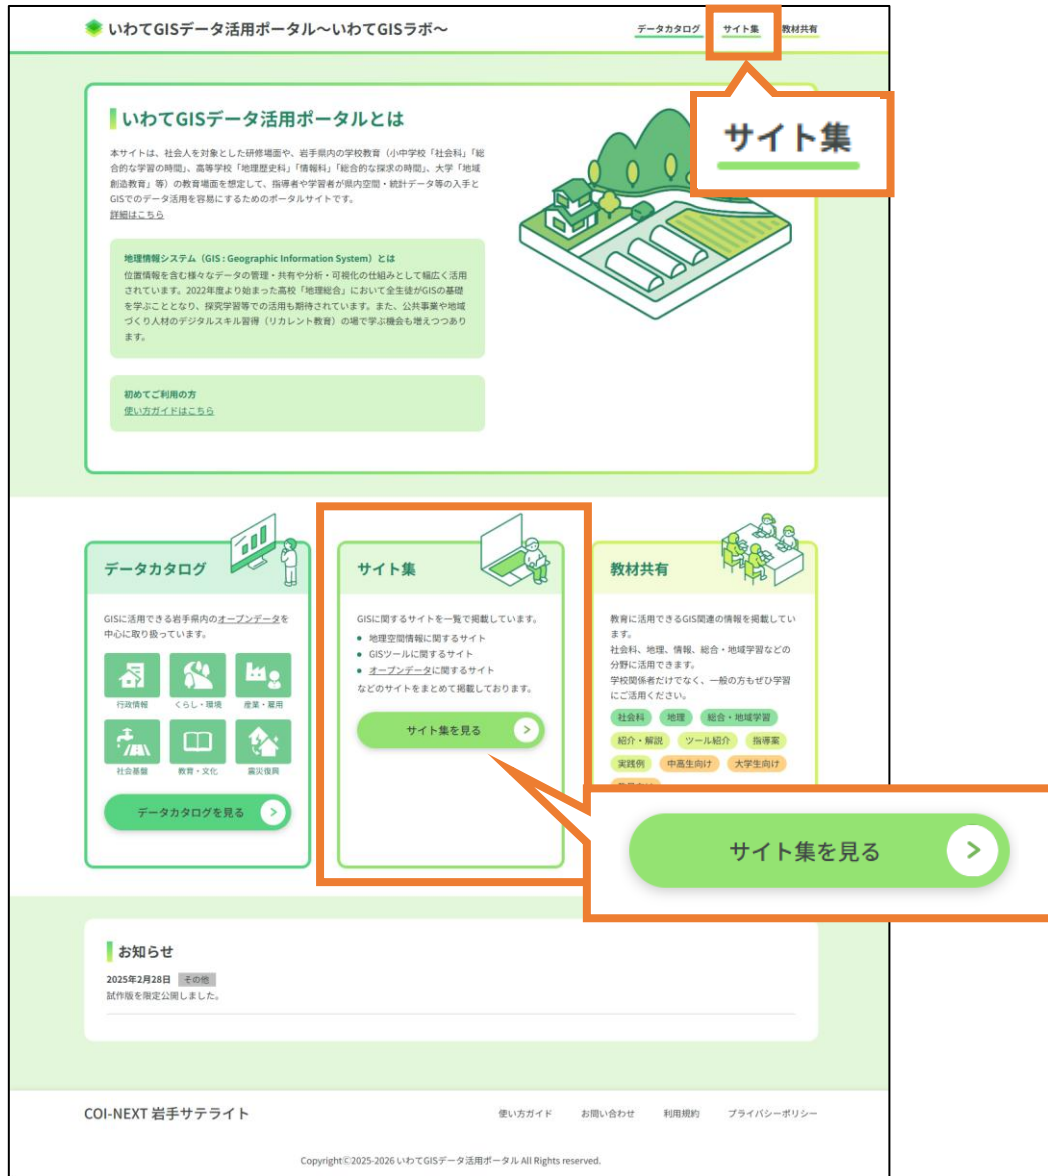 いわてGISデータ活用ポータル～いわてGISラボ～
データカタログ サイト集 教材共有
サイト集
いわてGISデータ活用ポータルとは
本サイトは、社会人を対象とした研修場面や、岩手県内の学校教育（小中学校「社会科」「総
合的な学習の時間」、高等学校「地理歴史科」「情報科」「総合的な探求の時間」、大学「地域
創造教育」等）の教育場面を想定して、指導者や学習者が県内空間・統計データ等の入手と
GISでのデータ活用を容易にするためのポータルサイトです。
詳細はこちら
地理情報システム（GIS : Geographic Information System）とは
位置情報を含む様々なデータの管理・共有や分析・可視化の仕組みとして幅広く活用
されています。2022年度より始まった高校「地理総合」において全生徒がGISの基礎
を学ぶこととなり、探究学習等での活用も期待されています。また、公共事業や地域
づくり人材のデジタルスキル習得（リカレント教育）の場で学ぶ機会も増えつつあり
ます。
初めてご利用の方
使い方ガイドはこちら
データカタログ
GISに活用できる岩手県内のオープンデータを
中心に取り扱っています。
行政情報 くらし・環境 産業・雇用
社会基盤 教育・文化 震災復興
データカタログを見る
サイト集
GISに関するサイトを一覧で掲載しています。
地理空間情報に関するサイト
GISツールに関するサイト
オープンデータに関するサイト
などのサイトをまとめて掲載しております。
サイト集を見る
教材共有
教育に活用できるGIS関連の情報を掲載してい
ます。
社会科、地理、情報、総合・地域学習などの
分野に活用できます。
学校関係者だけでなく、一般の方もぜひ学習
にご活用ください。
社会科 地理 総合・地域学習
紹介・解説 ツール紹介 指導案
実践例 中高生向け 大学生向け
サイト集を見る
お知らせ
2025年2月28日 その他
試作版を限定公開しました。
COI-NEXT 岩手サテライト
使い方ガイド お問い合わせ 利用規約 プライバシーポリシー
Copyright©2025-2026 いわてGISデータ活用ポータル All Rights reserved.